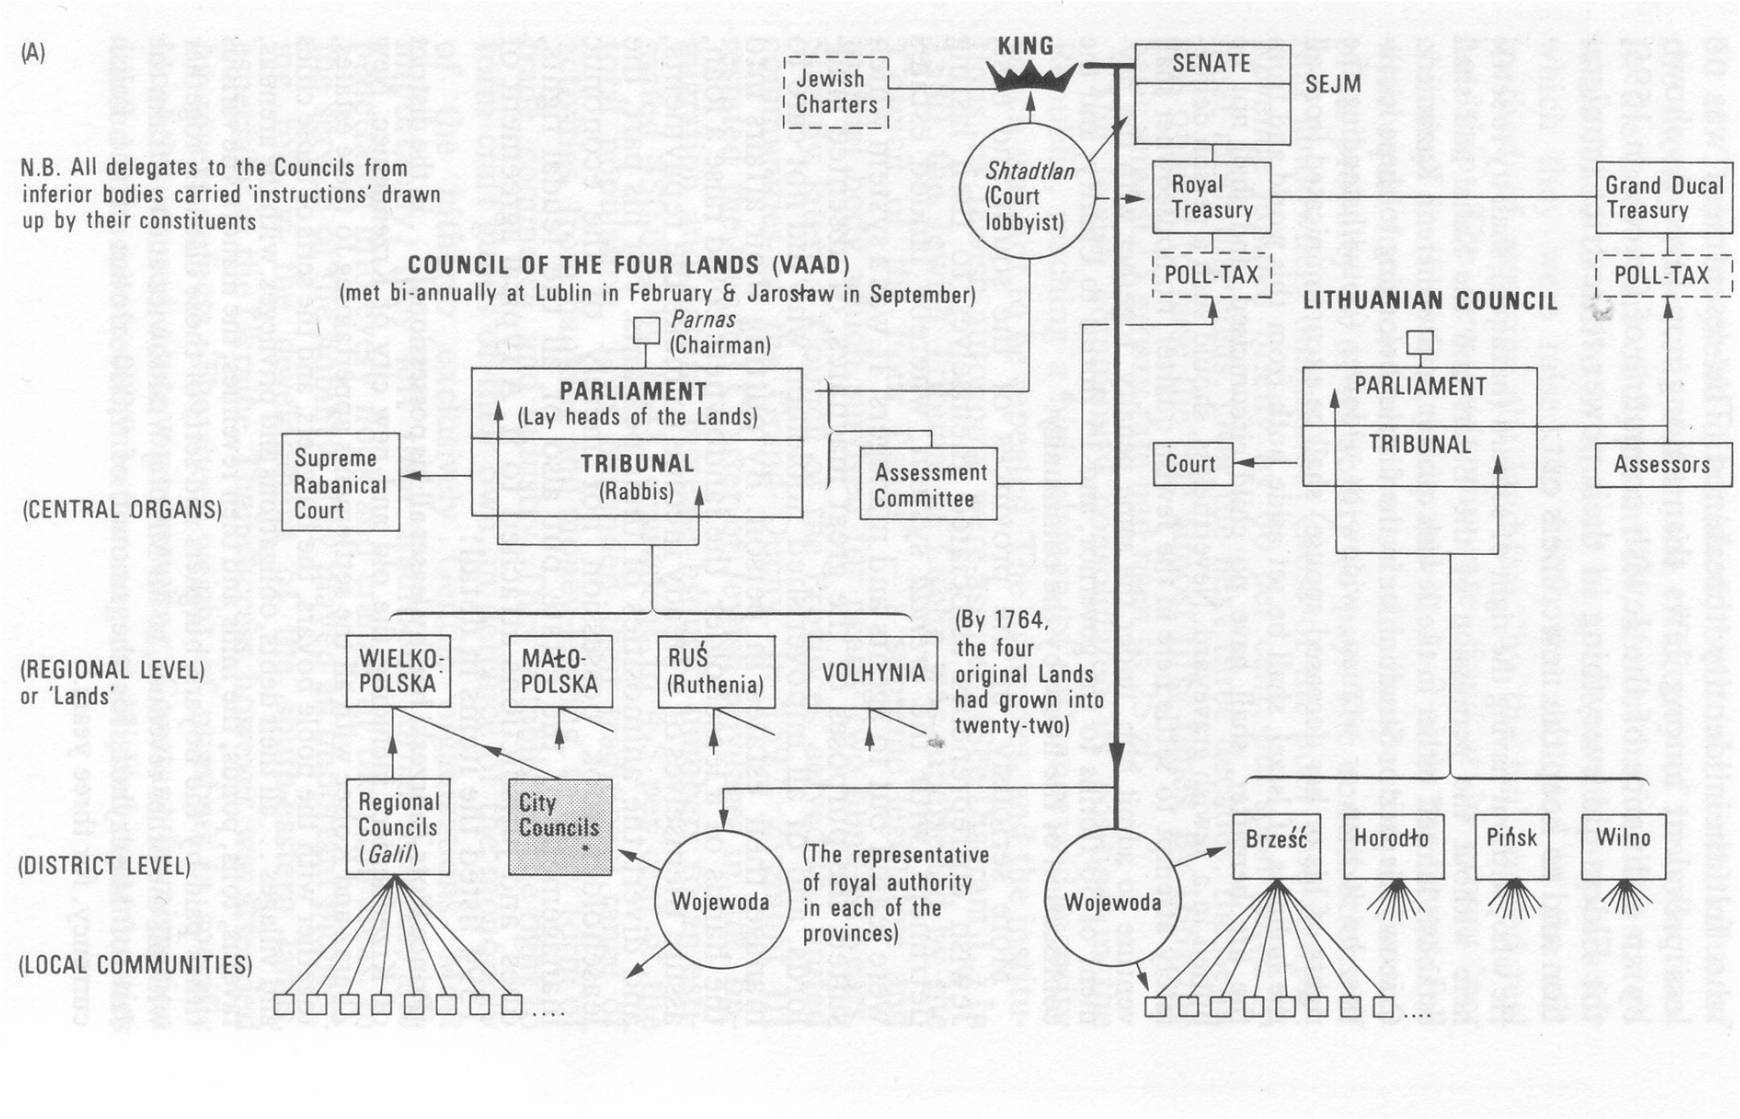 (A)
KING
Jewish
Charters
SENATE
SEJM
N.B. All delegates to the Councils from
inferior bodies carried 'instructions' drawn
up by their constituents
Shtadtlan
(Court
lobbyist)
Royal
Treasury
Grand Ducal
Treasury
POLL-TAX
POLL-TAX
COUNCIL OF THE FOUR LANDS (VAAD)
(met bi-annually at Lublin in February & Jarosław in September)
Parnas
(Chairman)
LITHUANIAN COUNCIL
PARLIAMENT
(Lay heads of the Lands)
TRIBUNAL
(Rabbis)
Supreme
Rabanical
Court
Assessment
Committee
PARLIAMENT
TRIBUNAL
Court
Assessors
(CENTRAL ORGANS)
(REGIONAL LEVEL)
or 'Lands'
WIELKO-
POLSKA
MAŁO-
POLSKA
RUŚ
(Ruthenia)
VOLHYNIA
(By 1764,
the four
original Lands
had grown into
twenty-two)
(DISTRICT LEVEL)
Regional
Councils
(Galil)
City
Councils
Wojewoda
(The representative
of royal authority
in each of the
provinces)
Wojewoda
Brześć
Horodło
Pińsk
Wilno
(LOCAL COMMUNITIES)
....
....